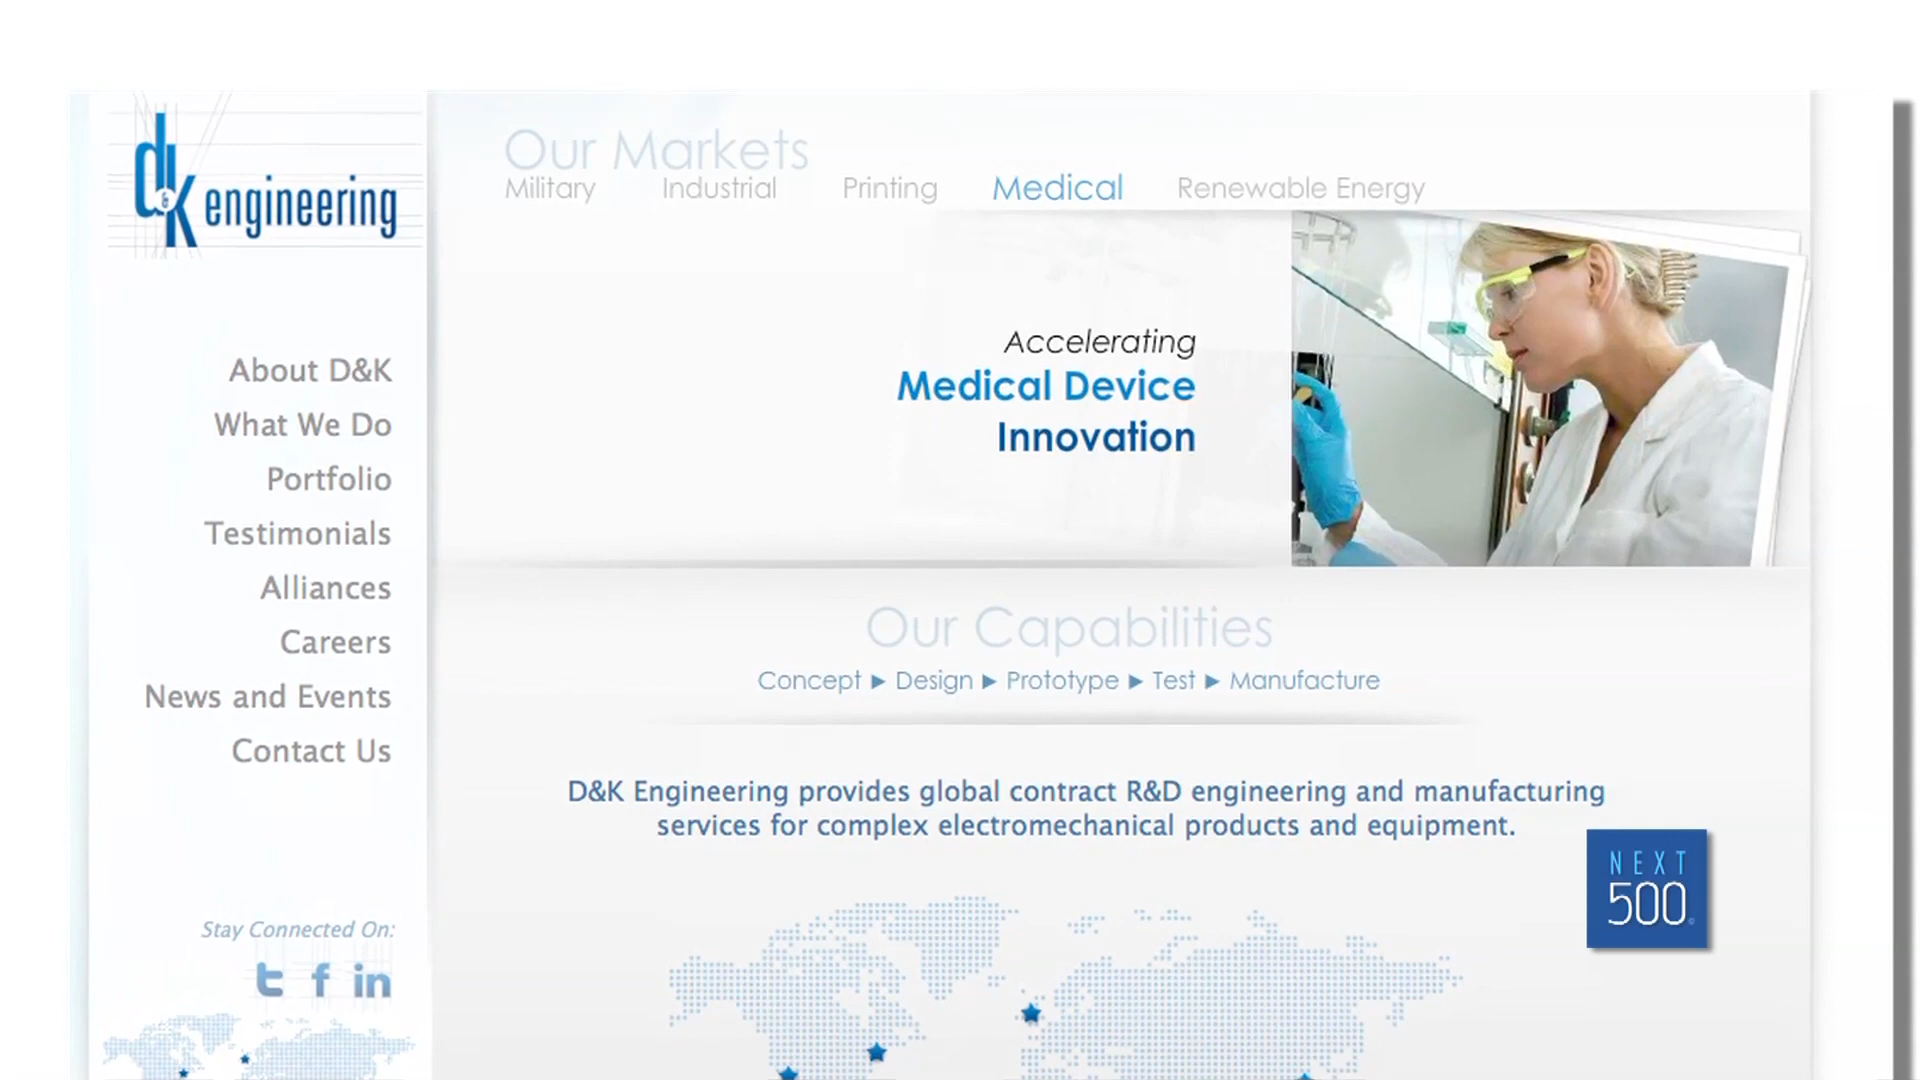 d&k engineering
About D&K
What We Do
Portfolio
Testimonials
Alliances
Careers
News and Events
Contact Us
Stay Connected On:
t f in
Our Markets
Military Industrial Printing Medical Renewable Energy
Accelerating
Medical Device
Innovation
Our Capabilities
Concept ► Design ► Prototype ► Test ► Manufacture
D&K Engineering provides global contract R&D engineering and manufacturing
services for complex electromechanical products and equipment.
NEXT
500